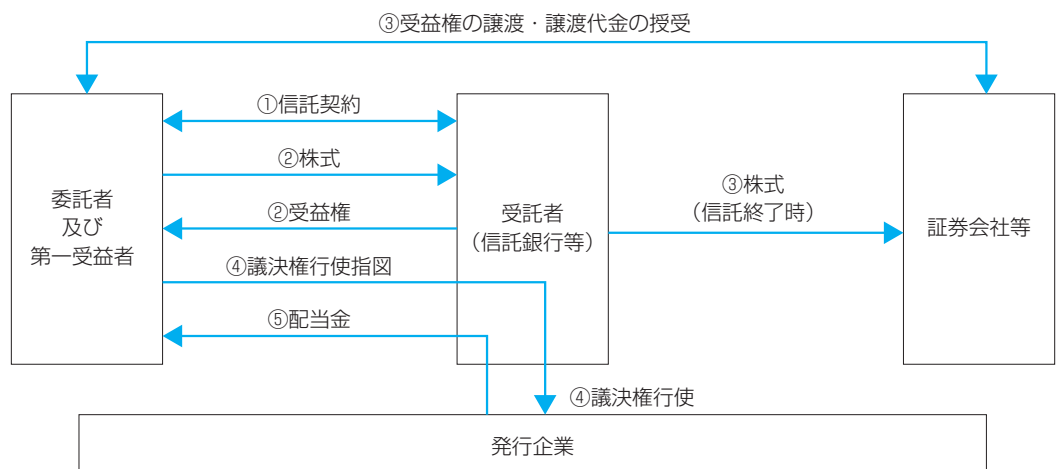 ③受益権の譲渡・譲渡代金の授受
①信託契約
②株式
②受益権
④議決権行使指図
⑤配当金
委託者
及び
第一受益者
受託者
（信託銀行等）
③株式
（信託終了時）
証券会社等
④議決権行使
発行企業